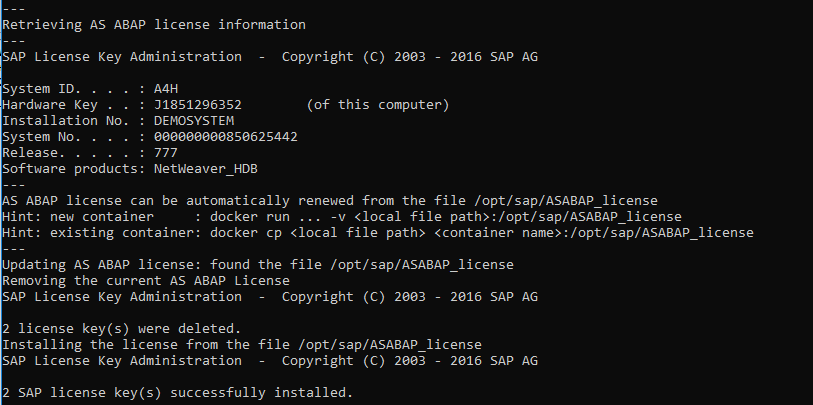 ---
Retrieving AS ABAP license information
---
SAP License Key Administration  -  Copyright (C) 2003 - 2016 SAP AG
System ID. . . . : A4H
Hardware Key . . : J1851296352        (of this computer)
Installation No. : DEMOSYSTEM
System No. . . . : 000000000850625442
Release. . . . . : 777
Software products: NetWeaver_HDB
---
AS ABAP license can be automatically renewed from the file /opt/sap/ASABAP_license
Hint: new container     : docker run ... -v <local file path>:/opt/sap/ASABAP_license
Hint: existing container: docker cp <local file path> <container name>:/opt/sap/ASABAP_license
---
Updating AS ABAP license: found the file /opt/sap/ASABAP_license
Removing the current AS ABAP License
SAP License Key Administration  -  Copyright (C) 2003 - 2016 SAP AG
2 license key(s) were deleted.
Installing the license from the file /opt/sap/ASABAP_license
SAP License Key Administration  -  Copyright (C) 2003 - 2016 SAP AG
2 SAP license key(s) successfully installed.